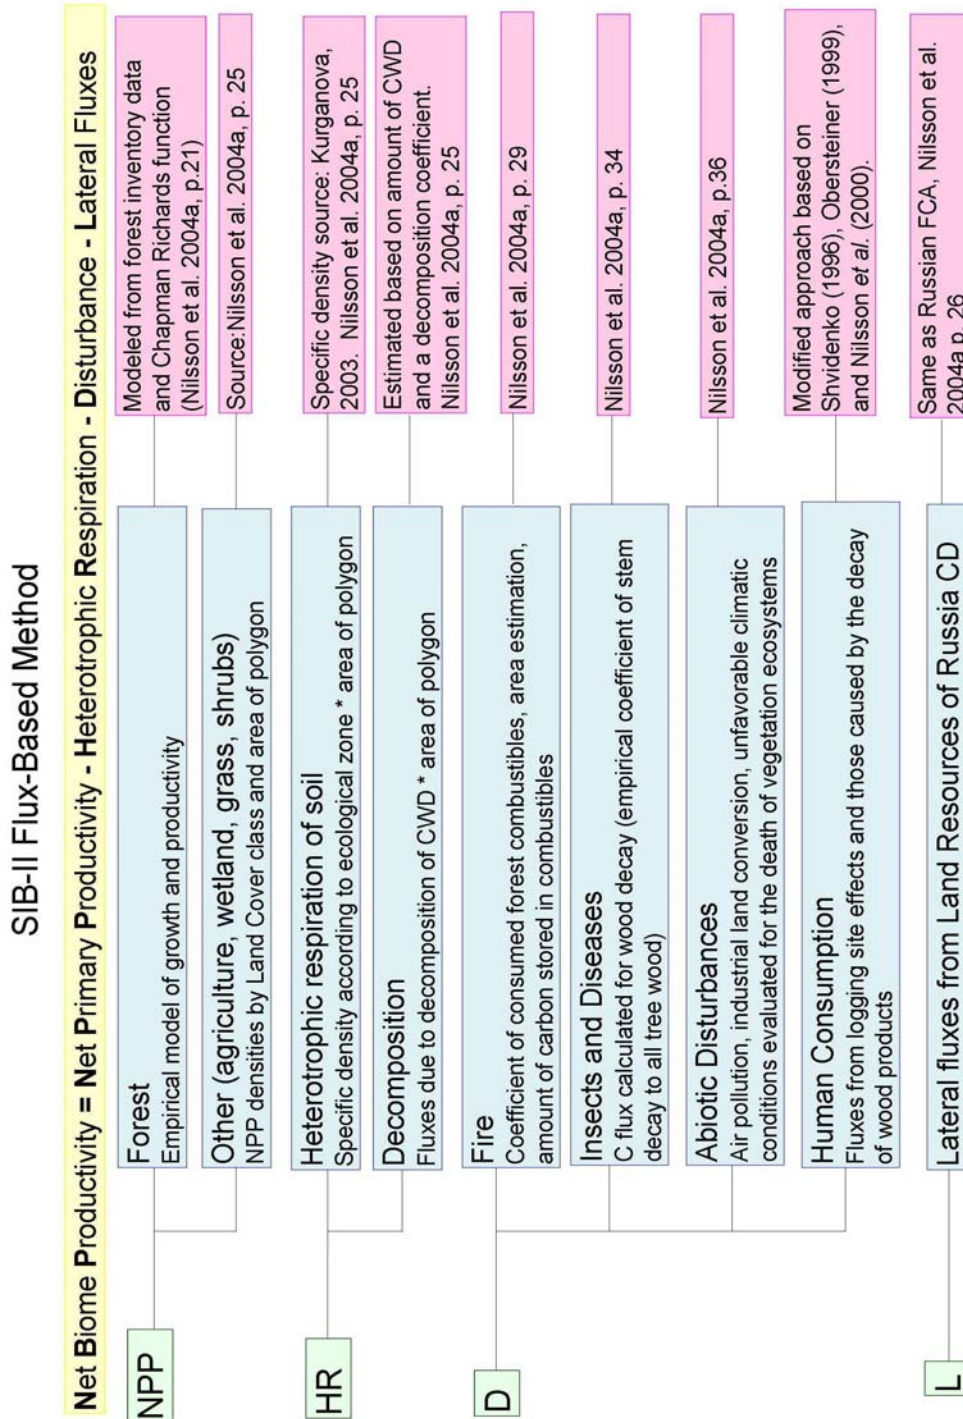 SIB-II Flux-Based Method
Net Biome Productivity = Net Primary Productivity - Heterotrophic Respiration - Disturbance - Lateral Fluxes
NPP
Forest
Empirical model of growth and productivity
Modeled from forest inventory data
and Chapman Richards function
(Nilsson et al. 2004a, p.21)
Other (agriculture, wetland, grass, shrubs)
NPP densities by Land Cover class and area of polygon
Source:Nilsson et al. 2004a, p. 25
HR
Heterotrophic respiration of soil
Specific density according to ecological zone * area of polygon
Specific density source: Kurganova,
2003. Nilsson et al. 2004a, p. 25
Decomposition
Fluxes due to decomposition of CWD * area of polygon
Estimated based on amount of CWD
and a decomposition coefficient.
Nilsson et al. 2004a, p. 25
D
Fire
Coefficient of consumed forest combustibles, area estimation,
amount of carbon stored in combustibles
Nilsson et al. 2004a, p. 29
Insects and Diseases
C flux calculated for wood decay (empirical coefficient of stem
decay to all tree wood)
Nilsson et al. 2004a, p. 34
Abiotic Disturbances
Air pollution, industrial land conversion, unfavorable climatic
conditions evaluated for the death of vegetation ecosystems
Nilsson et al. 2004a, p.36
Human Consumption
Fluxes from logging site effects and those caused by the decay
of wood products
Modified approach based on
Shvidenko (1996), Obersteiner (1999),
and Nilsson et al. (2000).
L
Lateral fluxes from Land Resources of Russia CD
Same as Russian FCA, Nilsson et al.
2004a p. 26